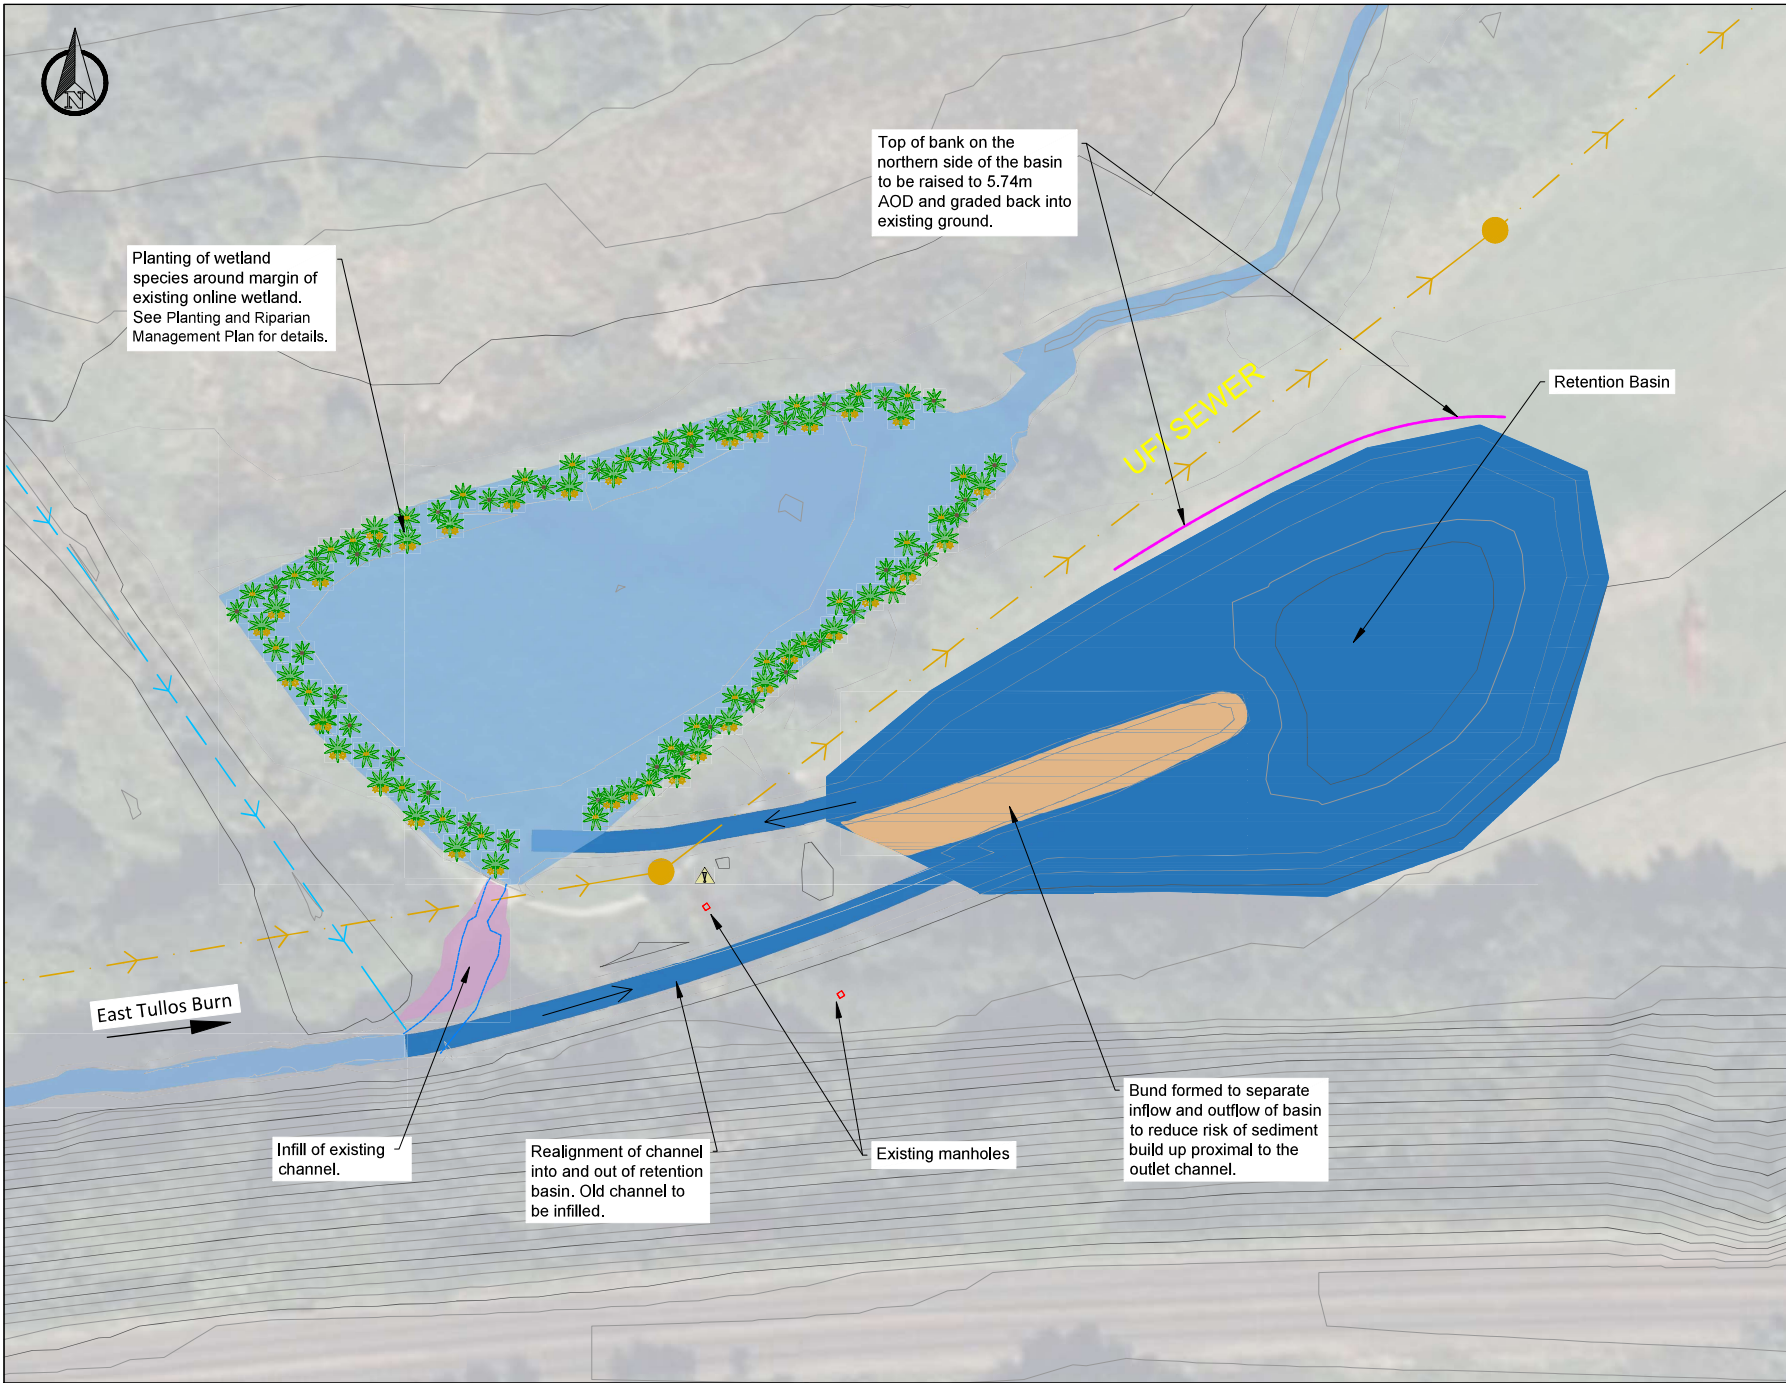 N
Top of bank on the
northern side of the basin
to be raised to 5.74m
AOD and graded back into
existing ground.
Planting of wetland
species around margin of
existing online wetland.
See Planting and Riparian
Management Plan for details.
Retention Basin
SEWER
East Tullos Burn
Infill of existing
channel.
Realignment of channel
into and out of retention
basin. Old channel to
be infilled.
Existing manholes
Bund formed to separate
inflow and outflow of basin
to reduce risk of sediment
build up proximal to the
outlet channel.